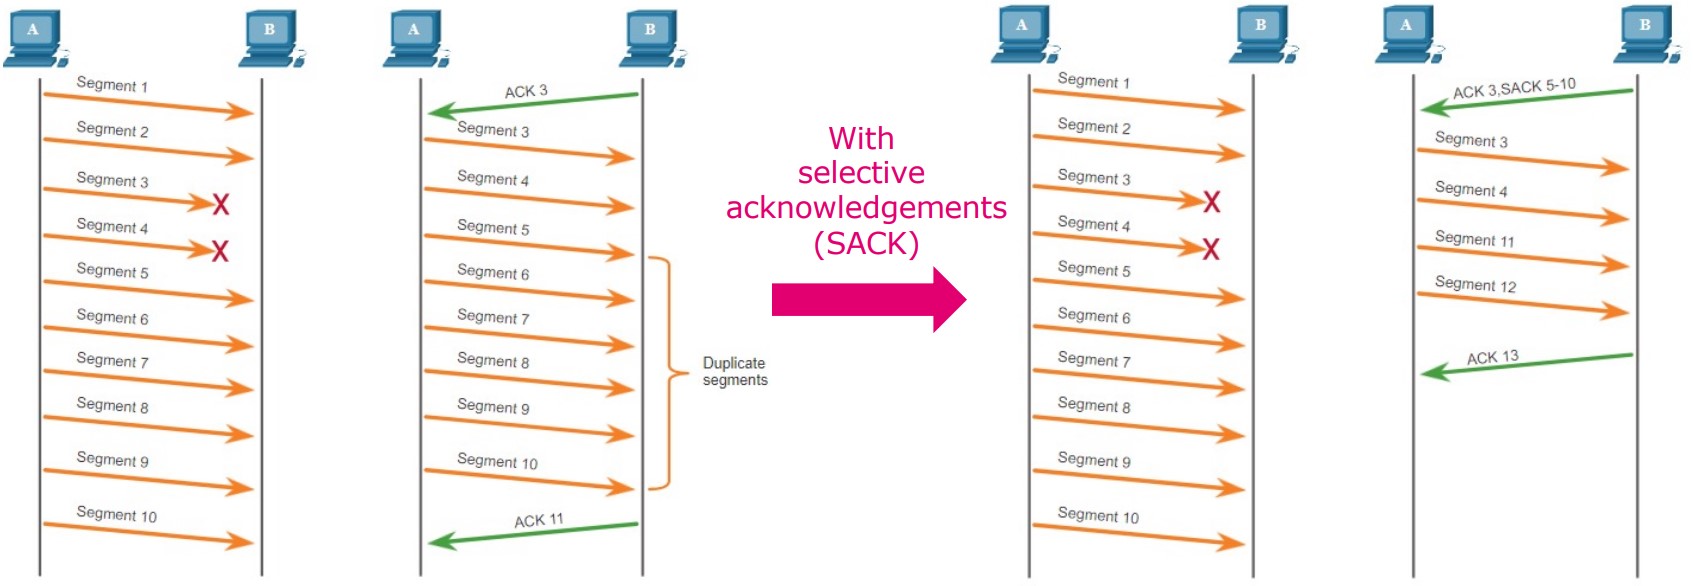 A
B
Segment 1
Segment 2
Segment 3
X
Segment 4
X
Segment 5
Segment 6
Segment 7
Segment 8
Segment 9
Segment 10
A
B
ACK 3
Segment 3
Segment 4
Segment 5
Segment 6
Segment 7
Segment 8
Segment 9
Segment 10
ACK 11
Duplicate
segments
With
selective
acknowledgements
(SACK)
A
B
Segment 1
Segment 2
Segment 3
X
Segment 4
X
Segment 5
Segment 6
Segment 7
Segment 8
Segment 9
Segment 10
A
B
ACK 3,SACK 5-10
Segment 3
Segment 4
Segment 11
Segment 12
ACK 13